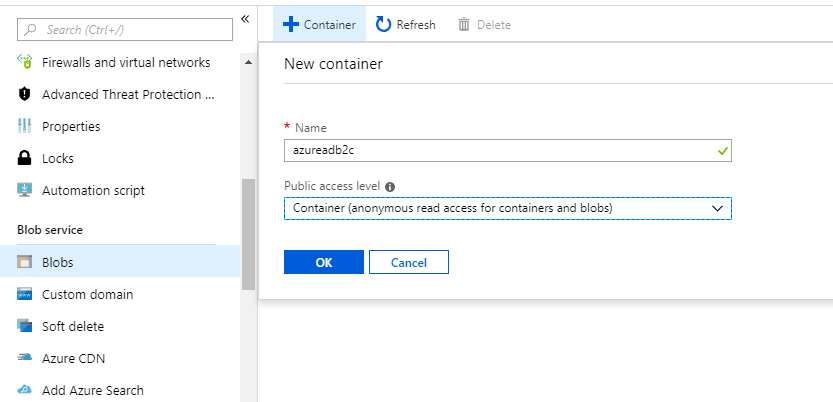 Search (Ctrl+/)
«
Firewalls and virtual networks
Advanced Threat Protection ...
Properties
Locks
Automation script
Blob service
Blobs
Custom domain
Soft delete
Azure CDN
Add Azure Search
+ Container
Refresh
Delete
New container
* Name
azureadb2c
Public access level
Container (anonymous read access for containers and blobs)
OK
Cancel